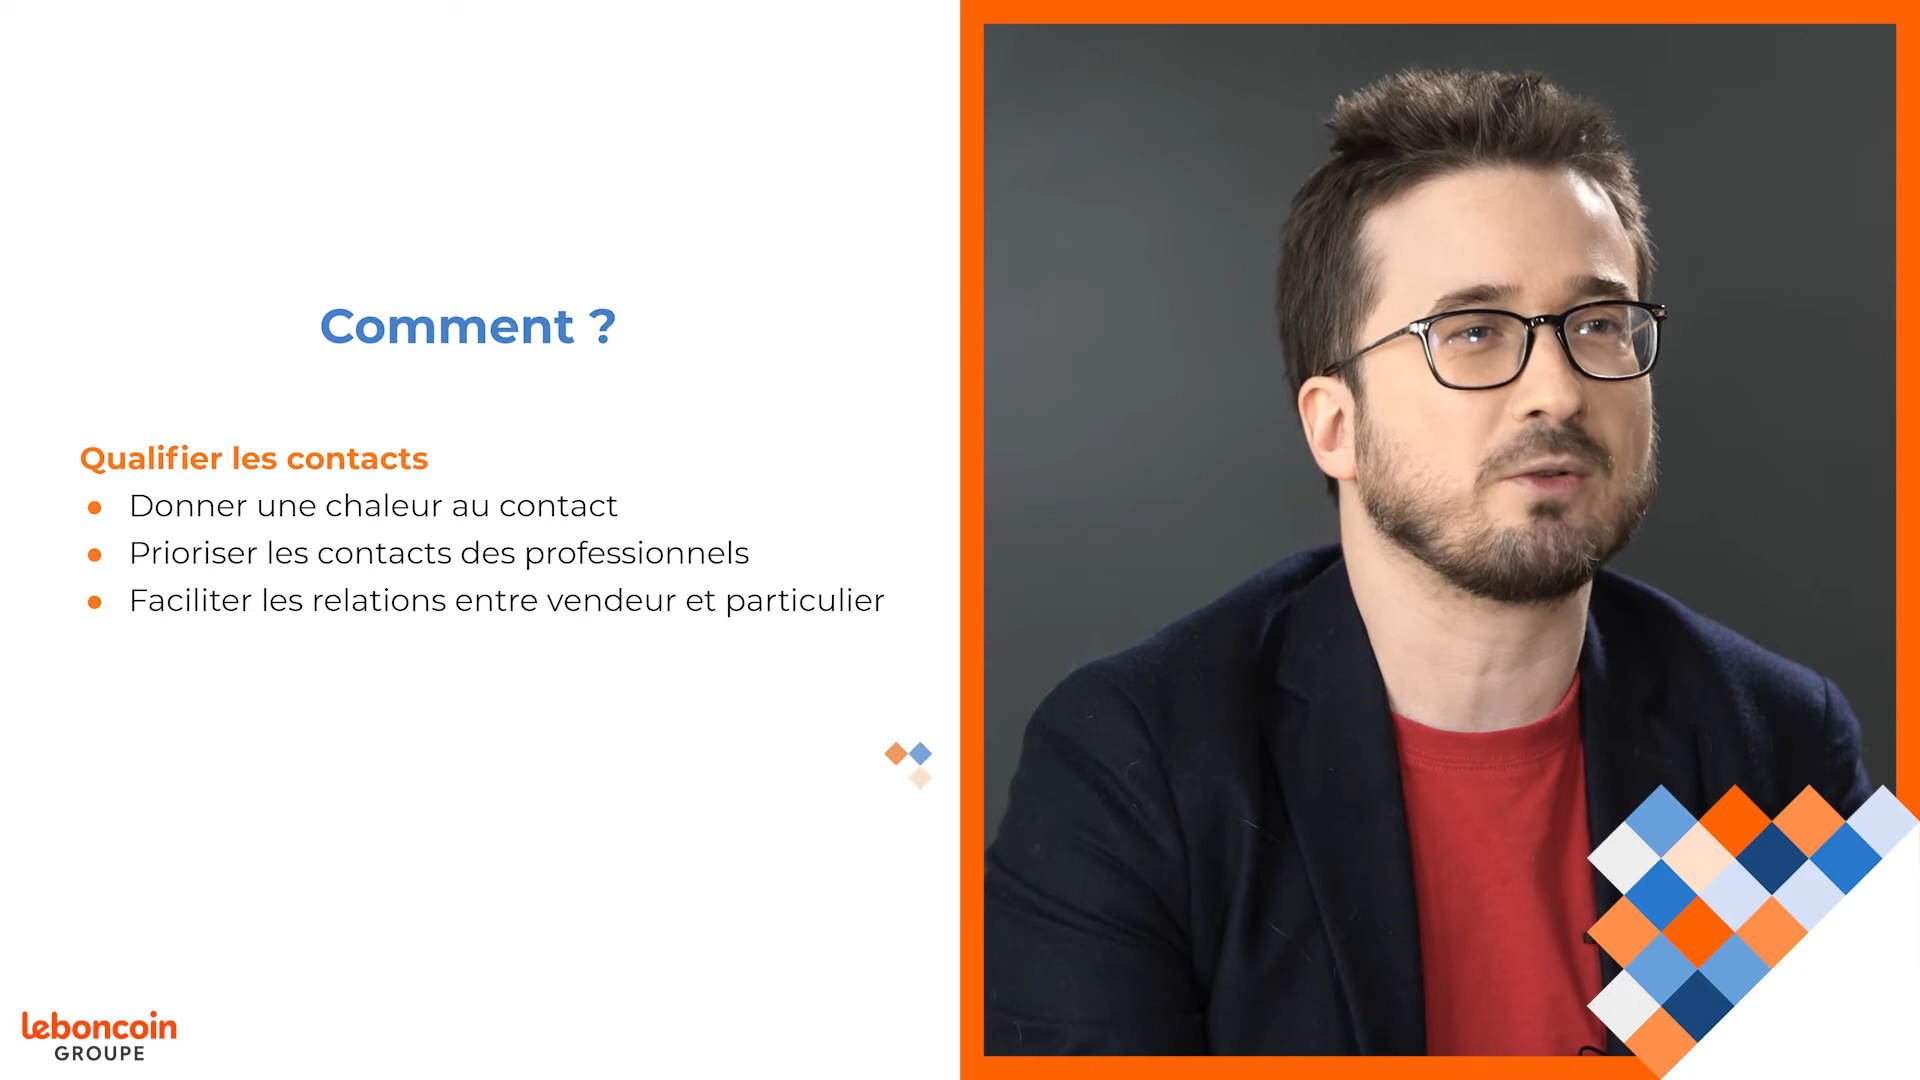 Comment ?
Qualifier les contacts
Donner une chaleur au contact
Prioriser les contacts des professionnels
Faciliter les relations entre vendeur et particulier
leboncoin
GROUPE